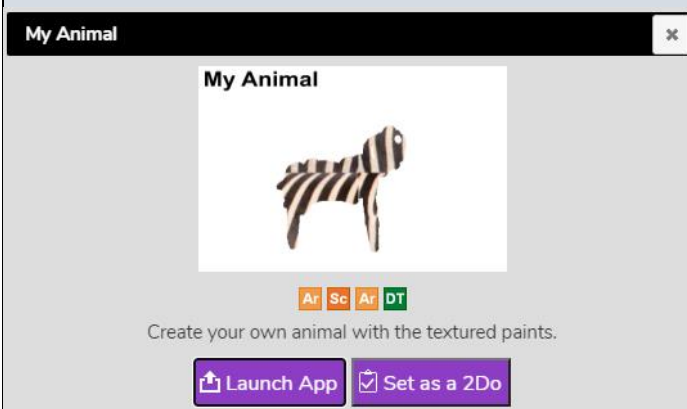 My Animal
My Animal
Ar Sc Ar DT
Create your own animal with the textured paints.
Launch App Set as a 2Do